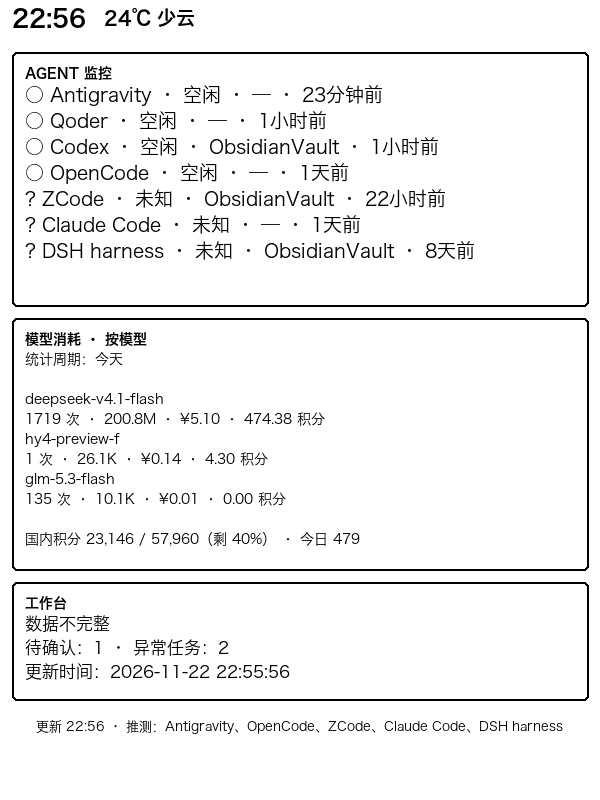 22:56 24℃ 少云
AGENT 监控
○ Antigravity · 空闲 · — · 23分钟前
○ Qoder · 空闲 · — · 1小时前
○ Codex · 空闲 · ObsidianVault · 1小时前
○ OpenCode · 空闲 · — · 1天前
? ZCode · 未知 · ObsidianVault · 22小时前
? Claude Code · 未知 · — · 1天前
? DSH harness · 未知 · ObsidianVault · 8天前
模型消耗 · 按模型
统计周期：今天
deepseek-v4.1-flash
1719 次 · 200.8M · ¥5.10 · 474.38 积分
hy4-preview-f
1 次 · 26.1K · ¥0.14 · 4.30 积分
glm-5.3-flash
135 次 · 10.1K · ¥0.01 · 0.00 积分
国内积分 23,146 / 57,960（剩 40%） · 今日 479
工作台
数据不完整
待确认：1 · 异常任务：2
更新时间：2026-11-22 22:55:56
更新 22:56 · 推测：Antigravity、OpenCode、ZCode、Claude Code、DSH harness